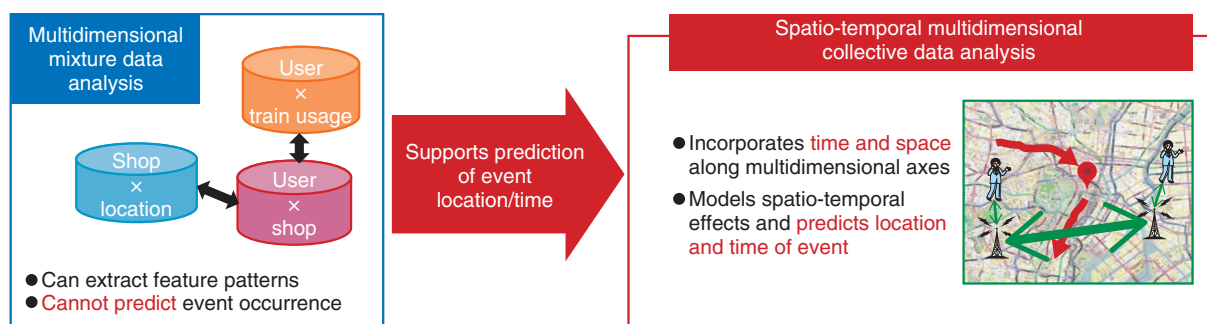 Multidimensional
mixture data
analysis
User
×
train usage
Shop
×
location
User
×
shop
● Can extract feature patterns
● Cannot predict event occurrence
Supports prediction
of event
location/time
Spatio-temporal multidimensional
collective data analysis
● Incorporates time and space
along multidimensional axes
● Models spatio-temporal
effects and predicts location
and time of event